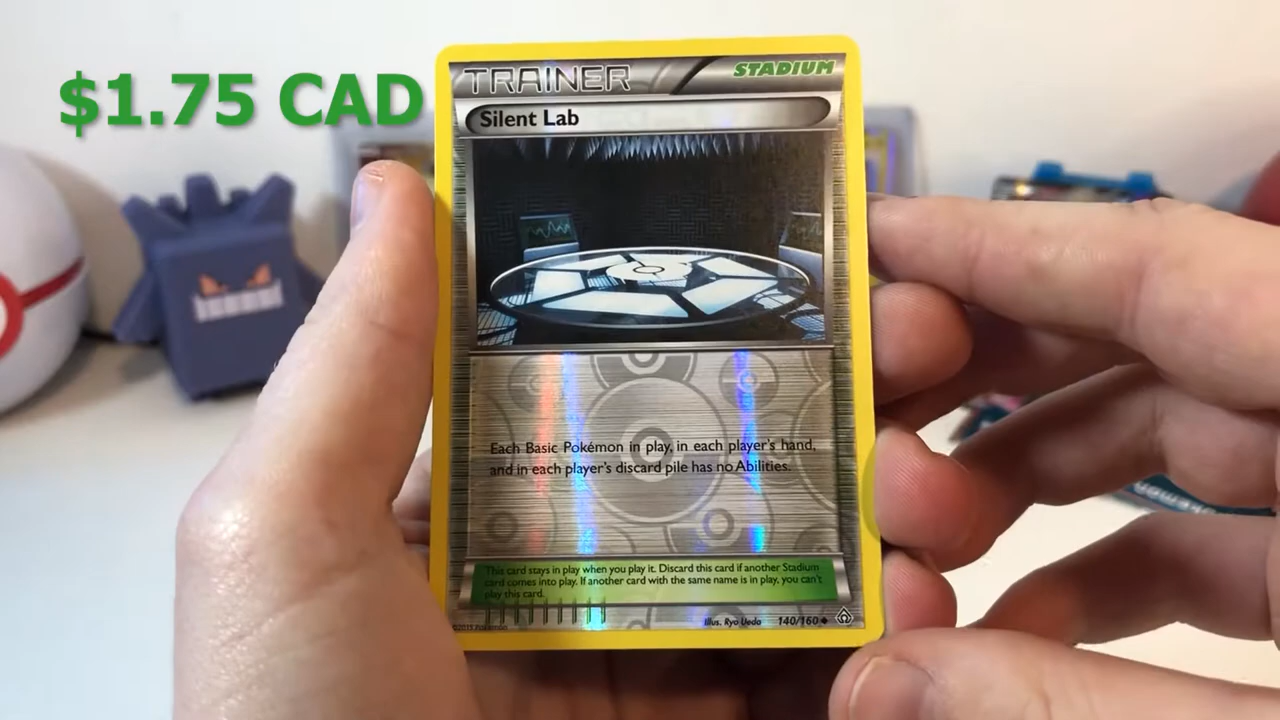 $1.75 CAD
TRAINER
STADIUM
Silent Lab
Each Basic Pokémon in play, in each player's hand,
and in each player's discard pile has no Abilities.
This card stays in play when you play it. Discard this card if another Stadium
card comes into play. If another card with the same name is in play, you can't
play this card.
©2015 Pokémon
Illus. Ryo Ueda
140/160